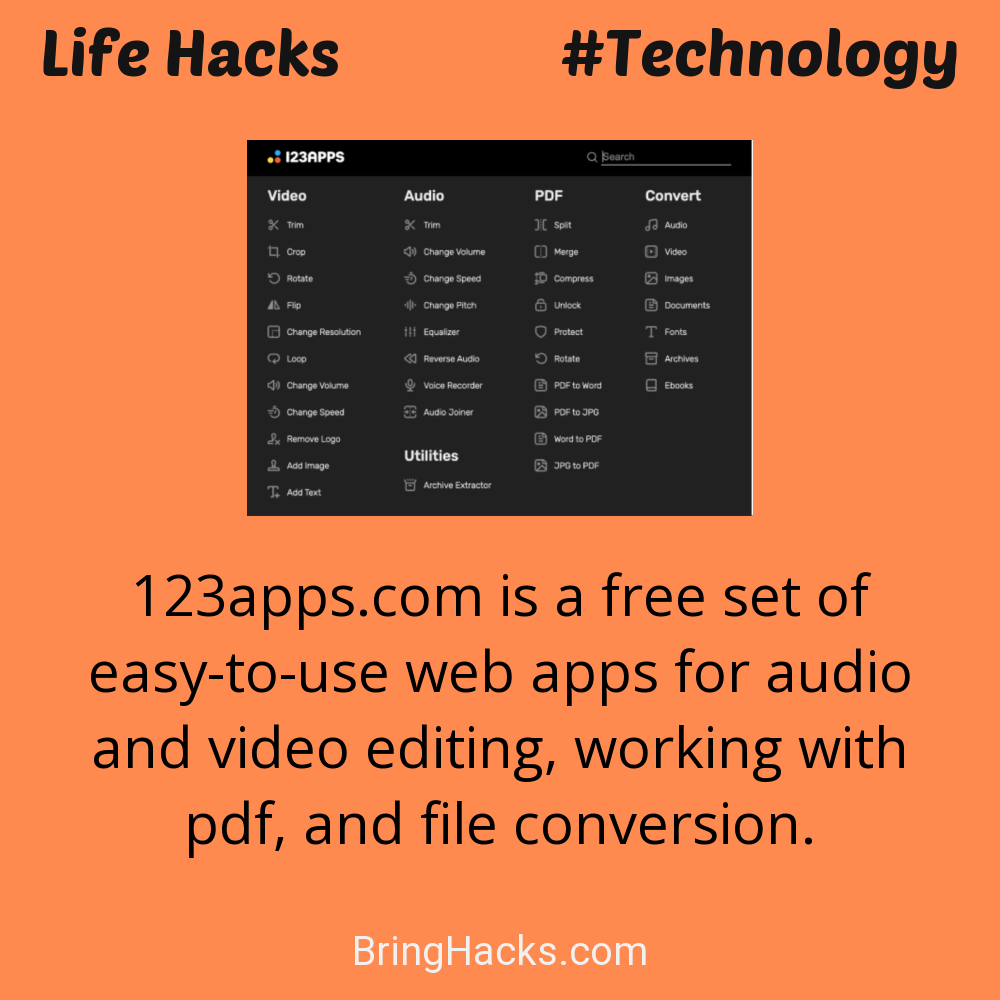 Life Hacks
#Technology
123APPS
Search
Video
Trim
Crop
Rotate
Flip
Change Resolution
Loop
Change Volume
Change Speed
Remove Logo
Add Image
Add Text
Audio
Trim
Change Volume
Change Speed
Change Pitch
Equalizer
Reverse Audio
Voice Recorder
Audio Joiner
Utilities
Archive Extractor
PDF
Split
Merge
Compress
Unlock
Protect
Rotate
PDF to Word
PDF to JPG
Word to PDF
JPG to PDF
Convert
Audio
Video
Images
Documents
Fonts
Archives
Ebooks
123apps.com is a free set of
easy-to-use web apps for audio
and video editing, working with
pdf, and file conversion.
BringHacks.com